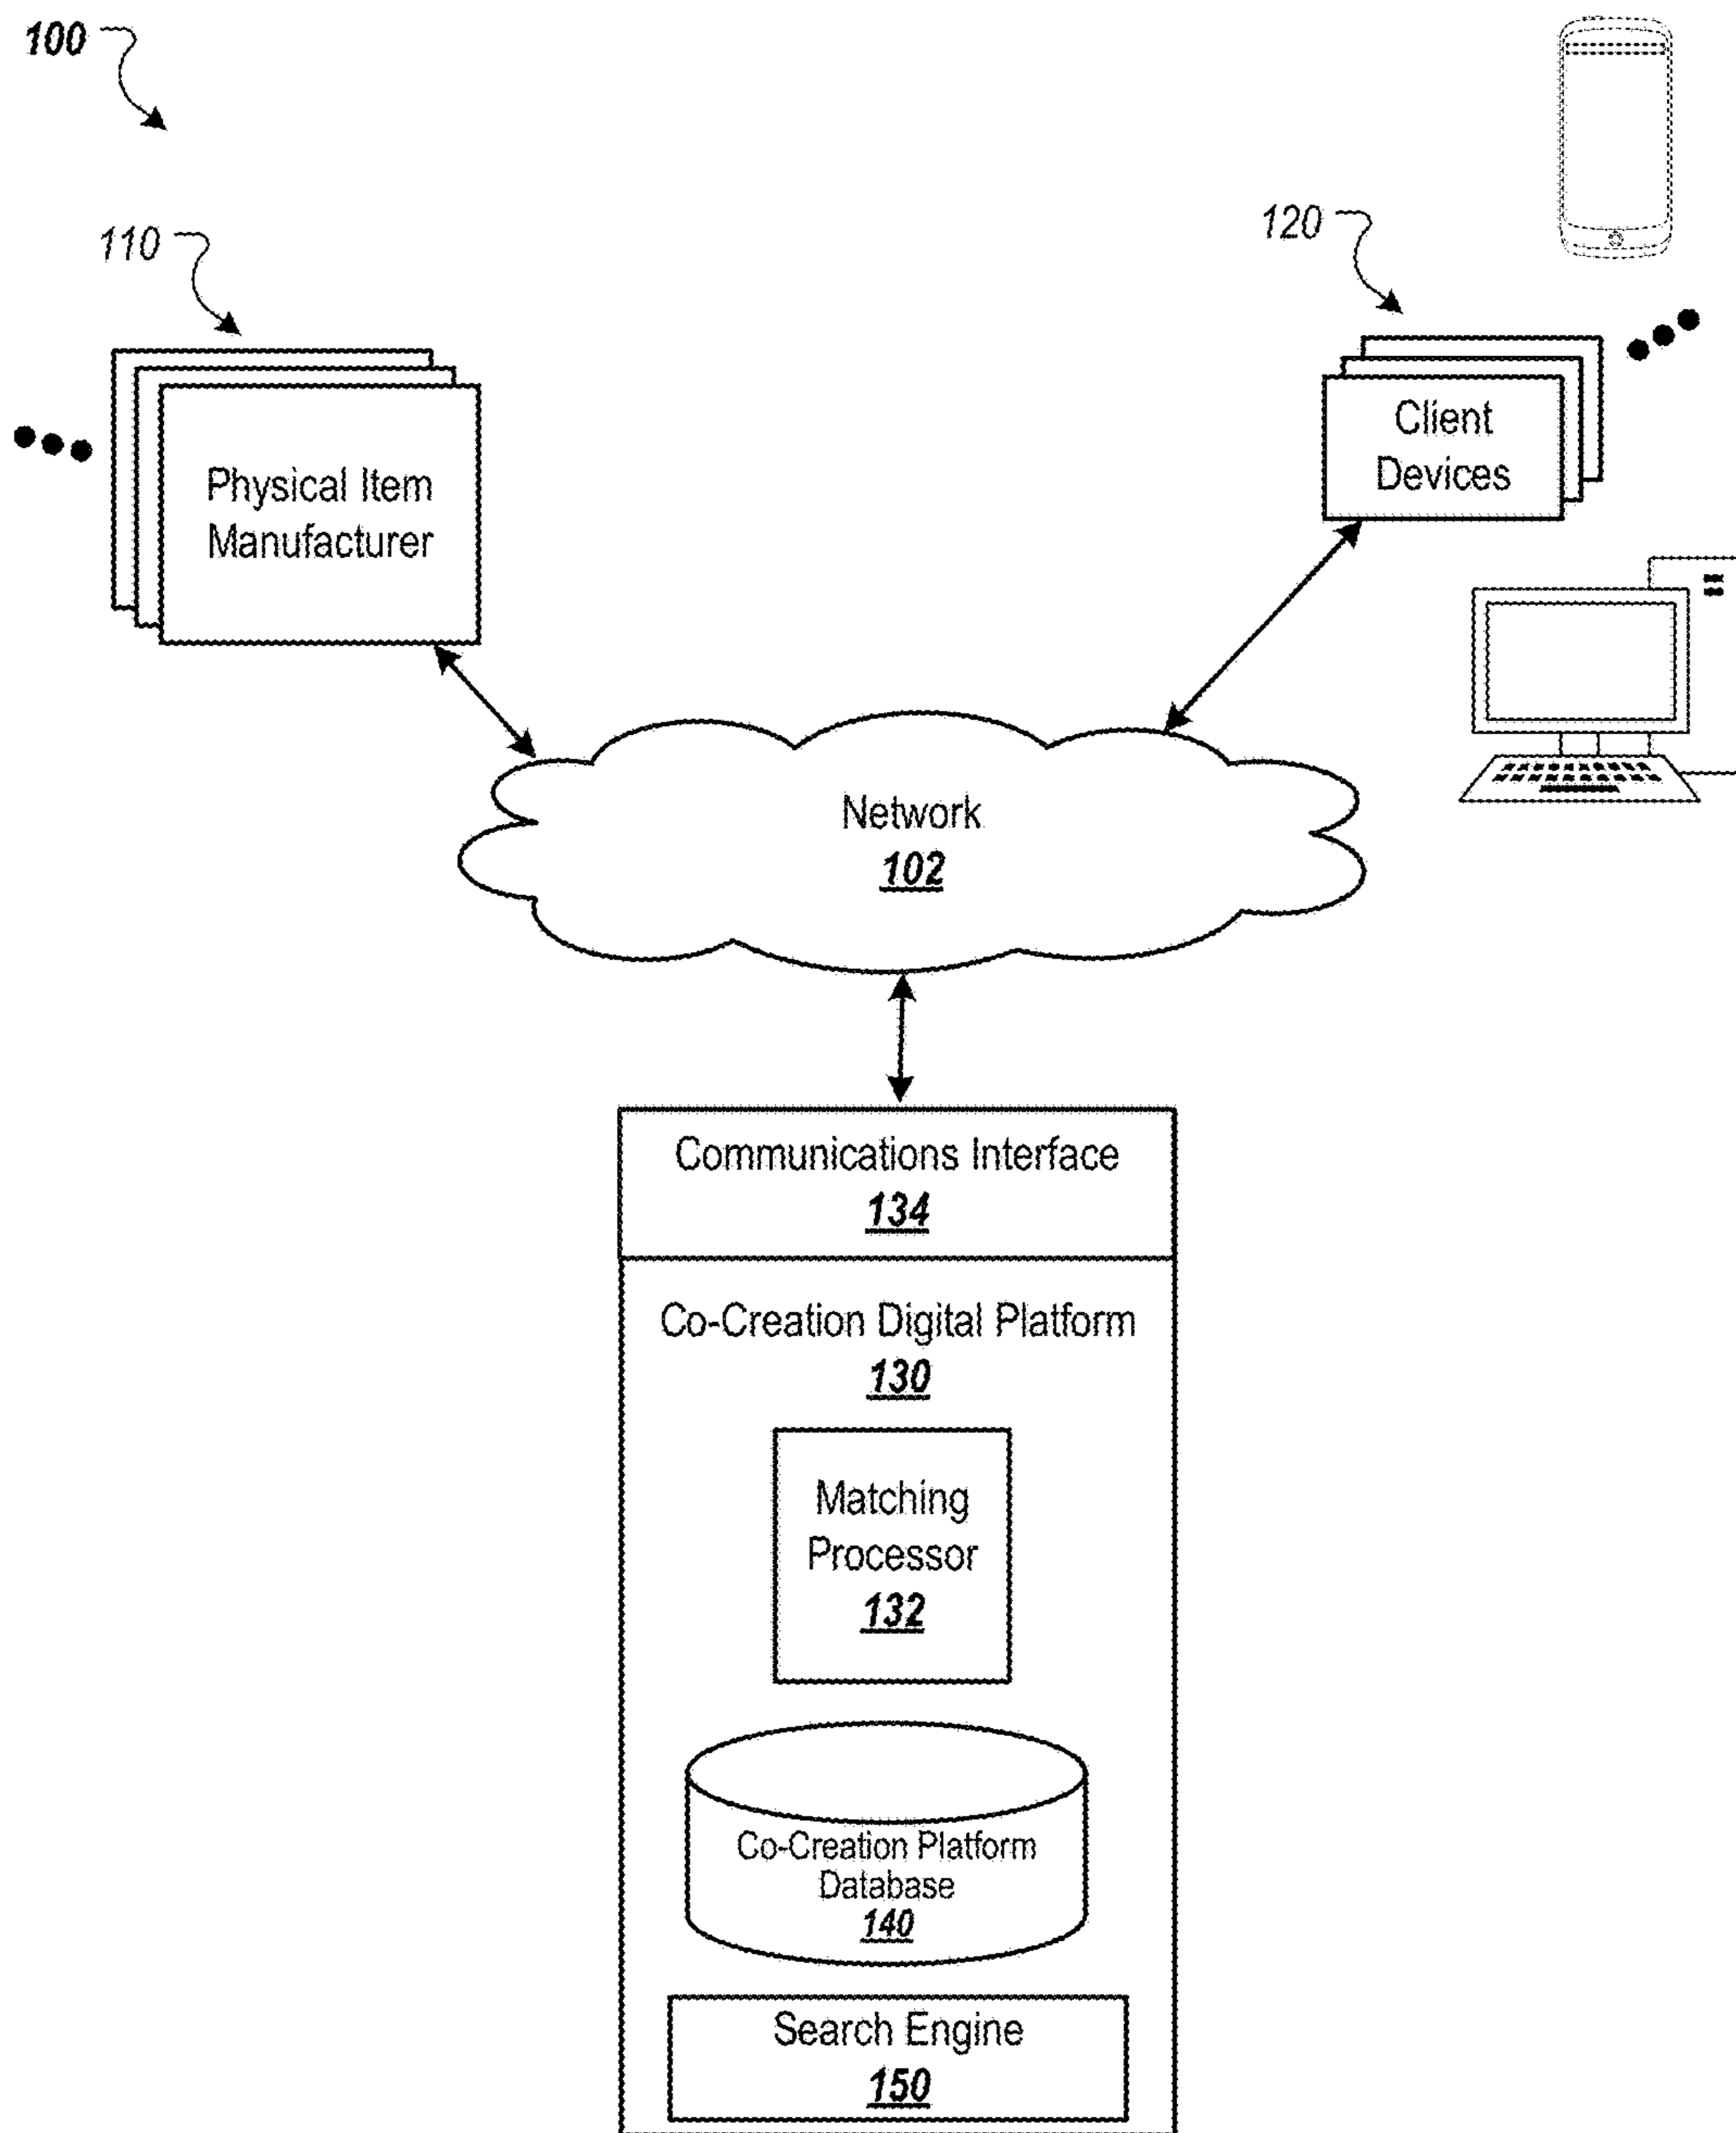 100
110
120
Physical Item
Manufacturer
Client
Devices
Network
102
Communications Interface
134
Co-Creation Digital Platform
130
Matching
Processor
132
Co-Creation Platform
Database
140
Search Engine
150